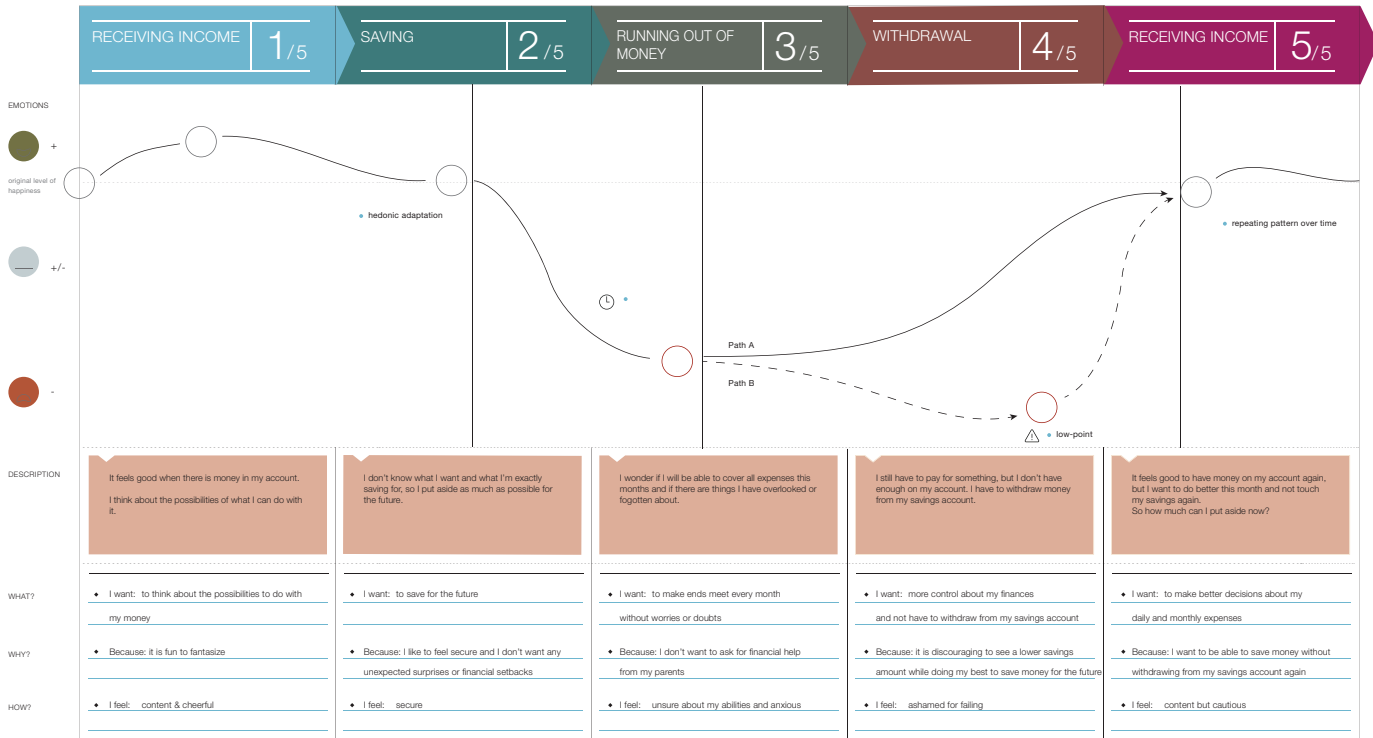 RECEIVING INCOME 1/5
SAVING 2/5
RUNNING OUT OF
MONEY 3/5
WITHDRAWAL 4/5
RECEIVING INCOME 5/5
EMOTIONS
+
original level of
happiness
+/-
-
hedonic adaptation
repeating pattern over time
Path A
Path B
low-point
DESCRIPTION
It feels good when there is money in my account.
I think about the possibilities of what I can do with
it.
I don't know what I want and what I'm exactly
saving for, so I put aside as much as possible for
the future.
I wonder if I will be able to cover all expenses this
months and if there are things I have overlooked or
fogotten about.
I still have to pay for something, but I don't have
enough on my account. I have to withdraw money
from my savings account.
It feels good to have money on my account again,
but I want to do better this month and not touch
my savings again.
So how much can I put aside now?
WHAT?
I want: to think about the possibilities to do with
my money
I want: to save for the future
I want: to make ends meet every month
without worries or doubts
I want: more control about my finances
and not have to withdraw from my savings account
I want: to make better decisions about my
daily and monthly expenses
WHY?
Because: it is fun to fantasize
Because: I like to feel secure and I don't want any
unexpected surprises or financial setbacks
Because: I don't want to ask for financial help
from my parents
Because: it is discouraging to see a lower savings
amount while doing my best to save money for the future
Because: I want to be able to save money without
withdrawing from my savings account again
HOW?
I feel: content & cheerful
I feel: secure
I feel: unsure about my abilities and anxious
I feel: ashamed for failing
I feel: content but cautious